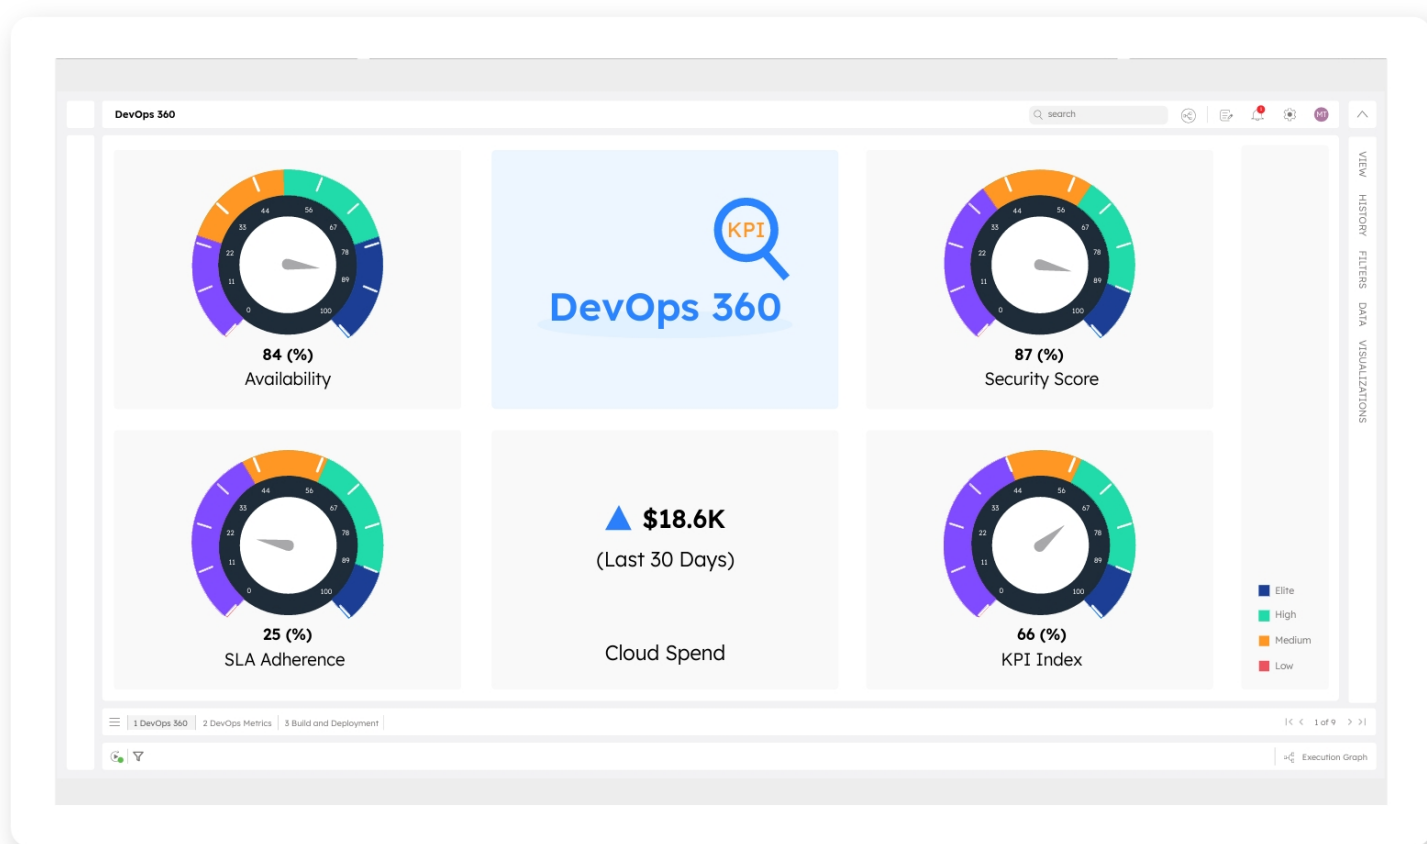 DevOps 360
search
MT
VIEW
HISTORY
FILTERS
DATA
VISUALIZATIONS
0
11
22
33
44
56
67
78
89
100
84 (%)
Availability
KPI
DevOps 360
0
11
22
33
44
56
67
78
89
100
87 (%)
Security Score
0
11
22
33
44
56
67
78
89
100
25 (%)
SLA Adherence
$18.6K
(Last 30 Days)
Cloud Spend
0
11
22
33
44
56
67
78
89
100
66 (%)
KPI Index
Elite
High
Medium
Low
1 DevOps 360
2 DevOps Metrics
3 Build and Deployment
1 of 9
Execution Graph